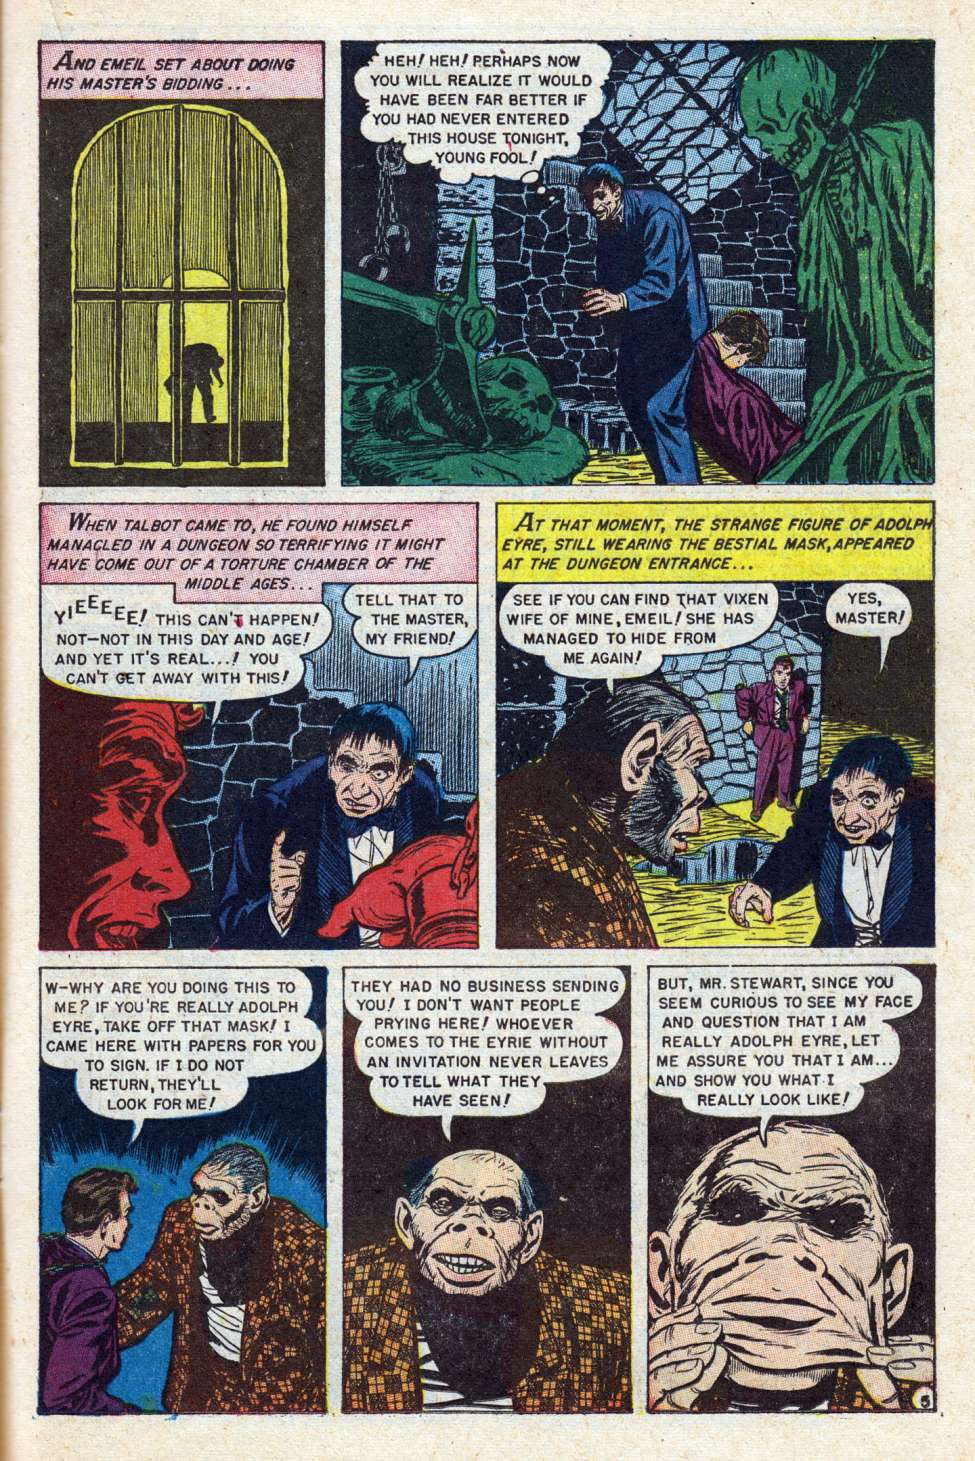 AND EMEIL SET ABOUT DOING
HIS MASTER'S BIDDING...
HEH! HEH! PERHAPS NOW
YOU WILL REALIZE IT WOULD
HAVE BEEN FAR BETTER IF
YOU HAD NEVER ENTERED
THIS HOUSE TONIGHT,
YOUNG FOOL!
WHEN TALBOT CAME TO, HE FOUND HIMSELF
MANACLED IN A DUNGEON SO TERRIFYING IT MIGHT
HAVE COME OUT OF A TORTURE CHAMBER OF THE
MIDDLE AGES...
YIEEEEEE! THIS CAN'T HAPPEN!
NOT-NOT IN THIS DAY AND AGE!
AND YET IT'S REAL...! YOU
CAN'T GET AWAY WITH THIS!
TELL THAT TO
THE MASTER,
MY FRIEND!
AT THAT MOMENT, THE STRANGE FIGURE OF ADOLPH
EYRE, STILL WEARING THE BESTIAL MASK, APPEARED
AT THE DUNGEON ENTRANCE...
SEE IF YOU CAN FIND THAT VIXEN
WIFE OF MINE, EMEIL! SHE HAS
MANAGED TO HIDE FROM
ME AGAIN!
YES,
MASTER!
W-WHY ARE YOU DOING THIS TO
ME? IF YOU'RE REALLY ADOLPH
EYRE, TAKE OFF THAT MASK! I
CAME HERE WITH PAPERS FOR YOU
TO SIGN. IF I DO NOT
RETURN, THEY'LL
LOOK FOR ME!
THEY HAD NO BUSINESS SENDING
YOU! I DON'T WANT PEOPLE
PRYING HERE! WHOEVER
COMES TO THE EYRIE WITHOUT
AN INVITATION NEVER LEAVES
TO TELL WHAT THEY
HAVE SEEN!
BUT, MR. STEWART, SINCE YOU
SEEM CURIOUS TO SEE MY FACE
AND QUESTION THAT I AM
REALLY ADOLPH EYRE, LET
ME ASSURE YOU THAT I AM...
AND SHOW YOU WHAT I
REALLY LOOK LIKE!